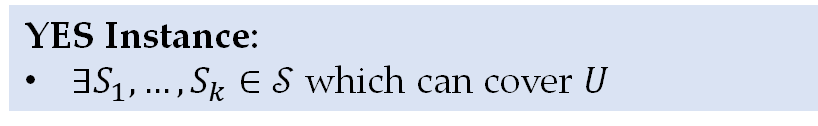 YES Instance:
• ∃S₁, …, Sₖ ∈ 𝒮 which can cover U